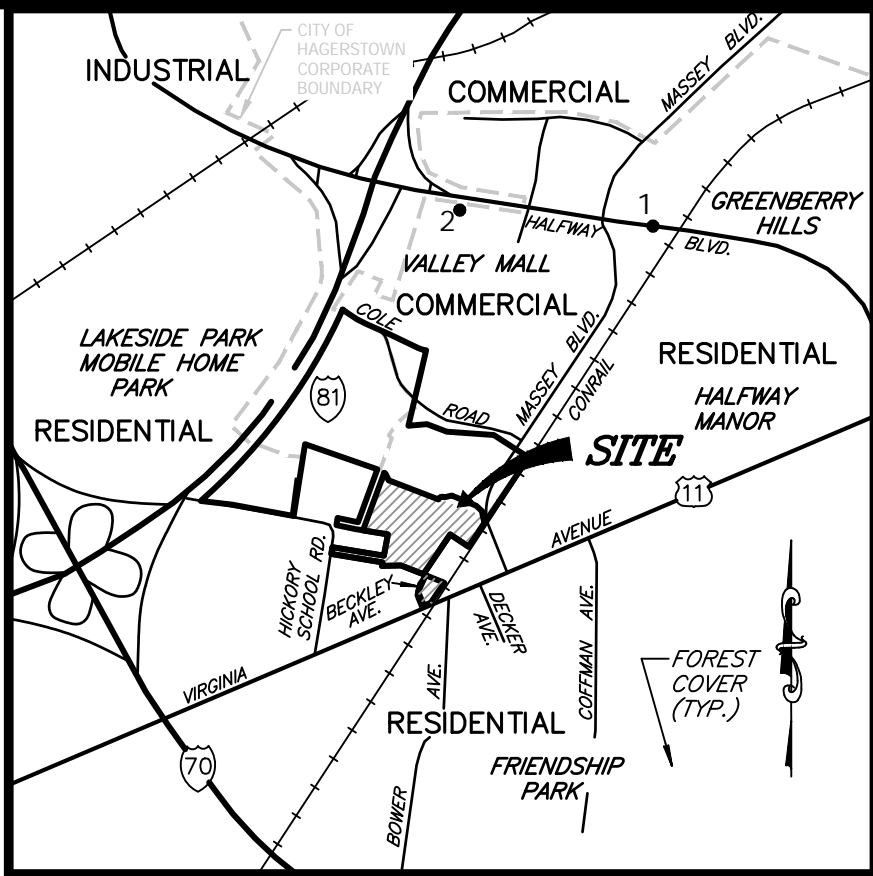 CITY OF
HAGERSTOWN
CORPORATE
BOUNDARY
INDUSTRIAL
COMMERCIAL
MASSEY BLVD.
2
1
GREENBERRY
HILLS
HALFWAY
BLVD.
VALLEY MALL
COMMERCIAL
COLE
LAKESIDE PARK
MOBILE HOME
PARK
RESIDENTIAL
MASSEY BLVD.
CONRAIL
RESIDENTIAL
HALFWAY
MANOR
81
ROAD
SITE
11
AVENUE
HICKORY
SCHOOL RD.
BECKLEY
AVE.
DECKER
AVE.
COFFMAN AVE.
FOREST
COVER
(TYP.)
VIRGINIA
BOWER AVE.
RESIDENTIAL
70
FRIENDSHIP
PARK